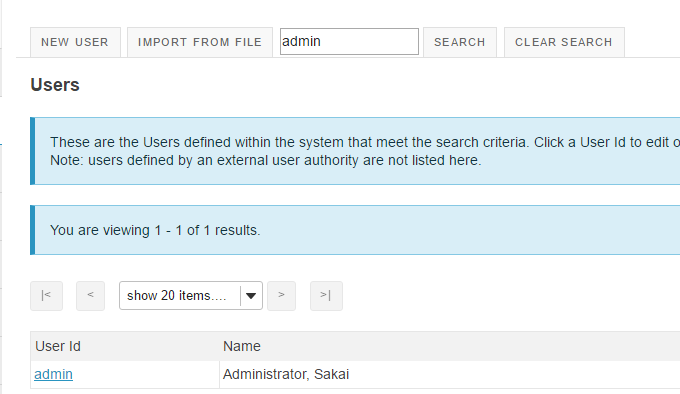 NEW USER IMPORT FROM FILE admin SEARCH CLEAR SEARCH
Users
These are the Users defined within the system that meet the search criteria. Click a User Id to edit o
Note: users defined by an external user authority are not listed here.
You are viewing 1 - 1 of 1 results.
|< < show 20 items.... > >|
User Id Name
admin Administrator, Sakai